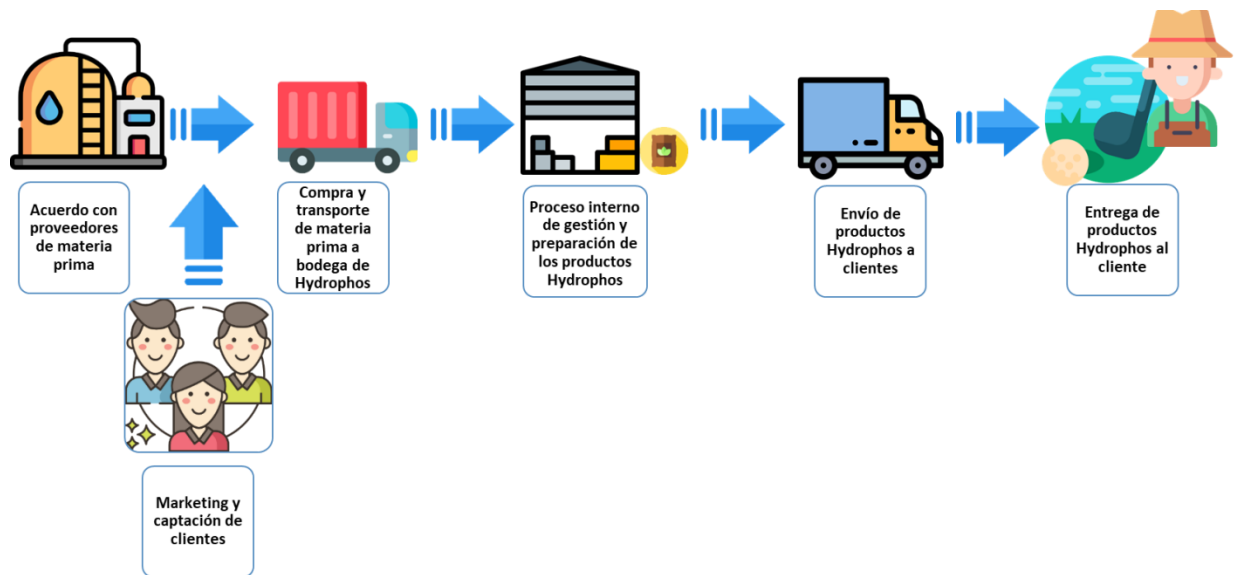 Acuerdo con
proveedores
de materia
prima
Compra y
transporte
de materia
prima a
bodega de
Hydrophos
Proceso interno
de gestión y
preparación de
los productos
Hydrophos
Envío de
productos
Hydrophos a
clientes
Entrega de
productos
Hydrophos al
cliente
Marketing y
captación de
clientes